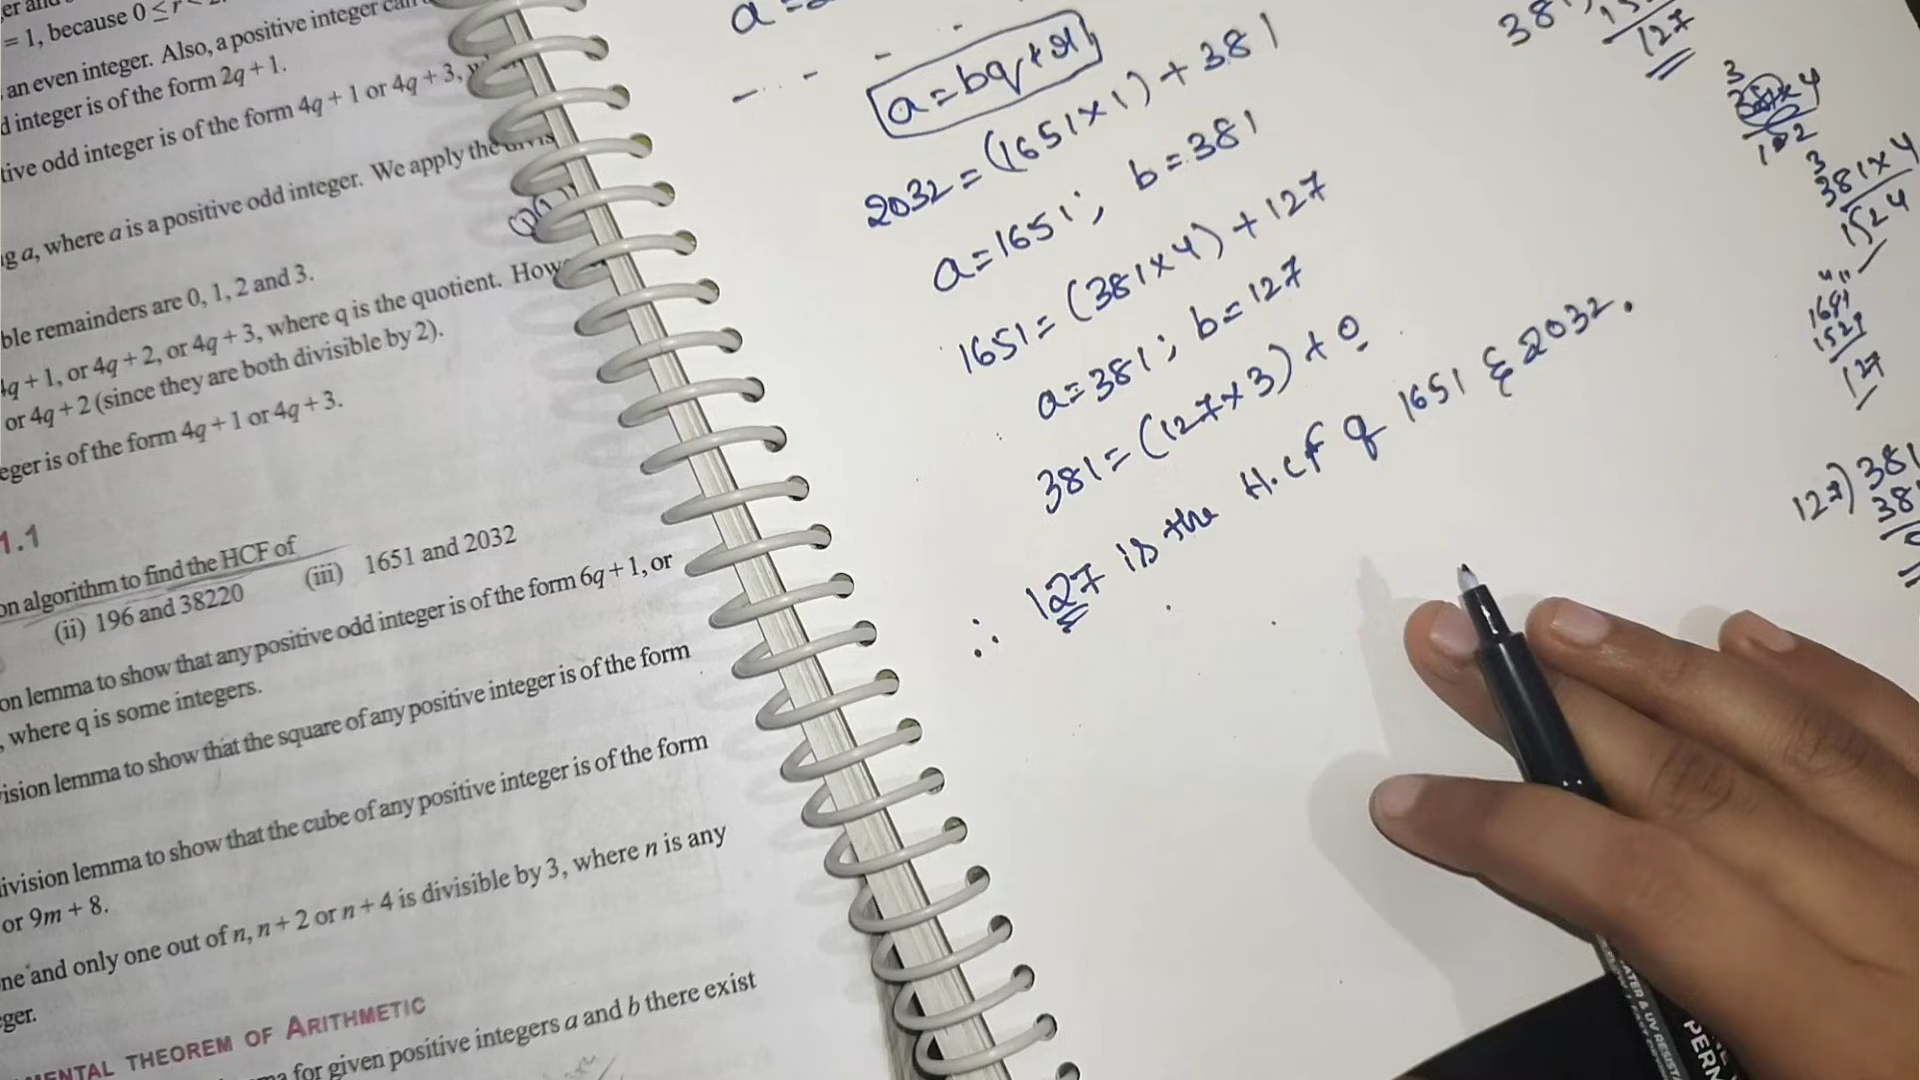 = 1, because 0 ≤ r
an even integer. Also, a positive integer can
d integer is of the form 2q + 1.
tive odd integer is of the form 4q + 1 or 4q + 3,
g a, where a is a positive odd integer. We apply the
ble remainders are 0, 1, 2 and 3.
4q + 1, or 4q + 2, or 4q + 3, where q is the quotient. How
or 4q + 2 (since they are both divisible by 2).
eger is of the form 4q + 1 or 4q + 3.
1.1
on algorithm to find the HCF of
(ii) 196 and 38220 (iii) 1651 and 2032
on lemma to show that any positive odd integer is of the form 6q + 1, or
, where q is some integers.
ision lemma to show that the square of any positive integer is of the form
ivision lemma to show that the cube of any positive integer is of the form
or 9m + 8.
ne and only one out of n, n + 2 or n + 4 is divisible by 3, where n is any
ger.
MENTAL THEOREM OF ARITHMETIC
ma for given positive integers a and b there exist
a=
a=bq+r
2032=(1651×1)+381
a=1651; b=381
1651=(381×4)+127
a=381; b=127
381=(127×3)+0
∴ 127 is the H.C.F of 1651 & 2032.
381)
127
3
3
381×4
1524
1651
1524
127
127)381
381
0